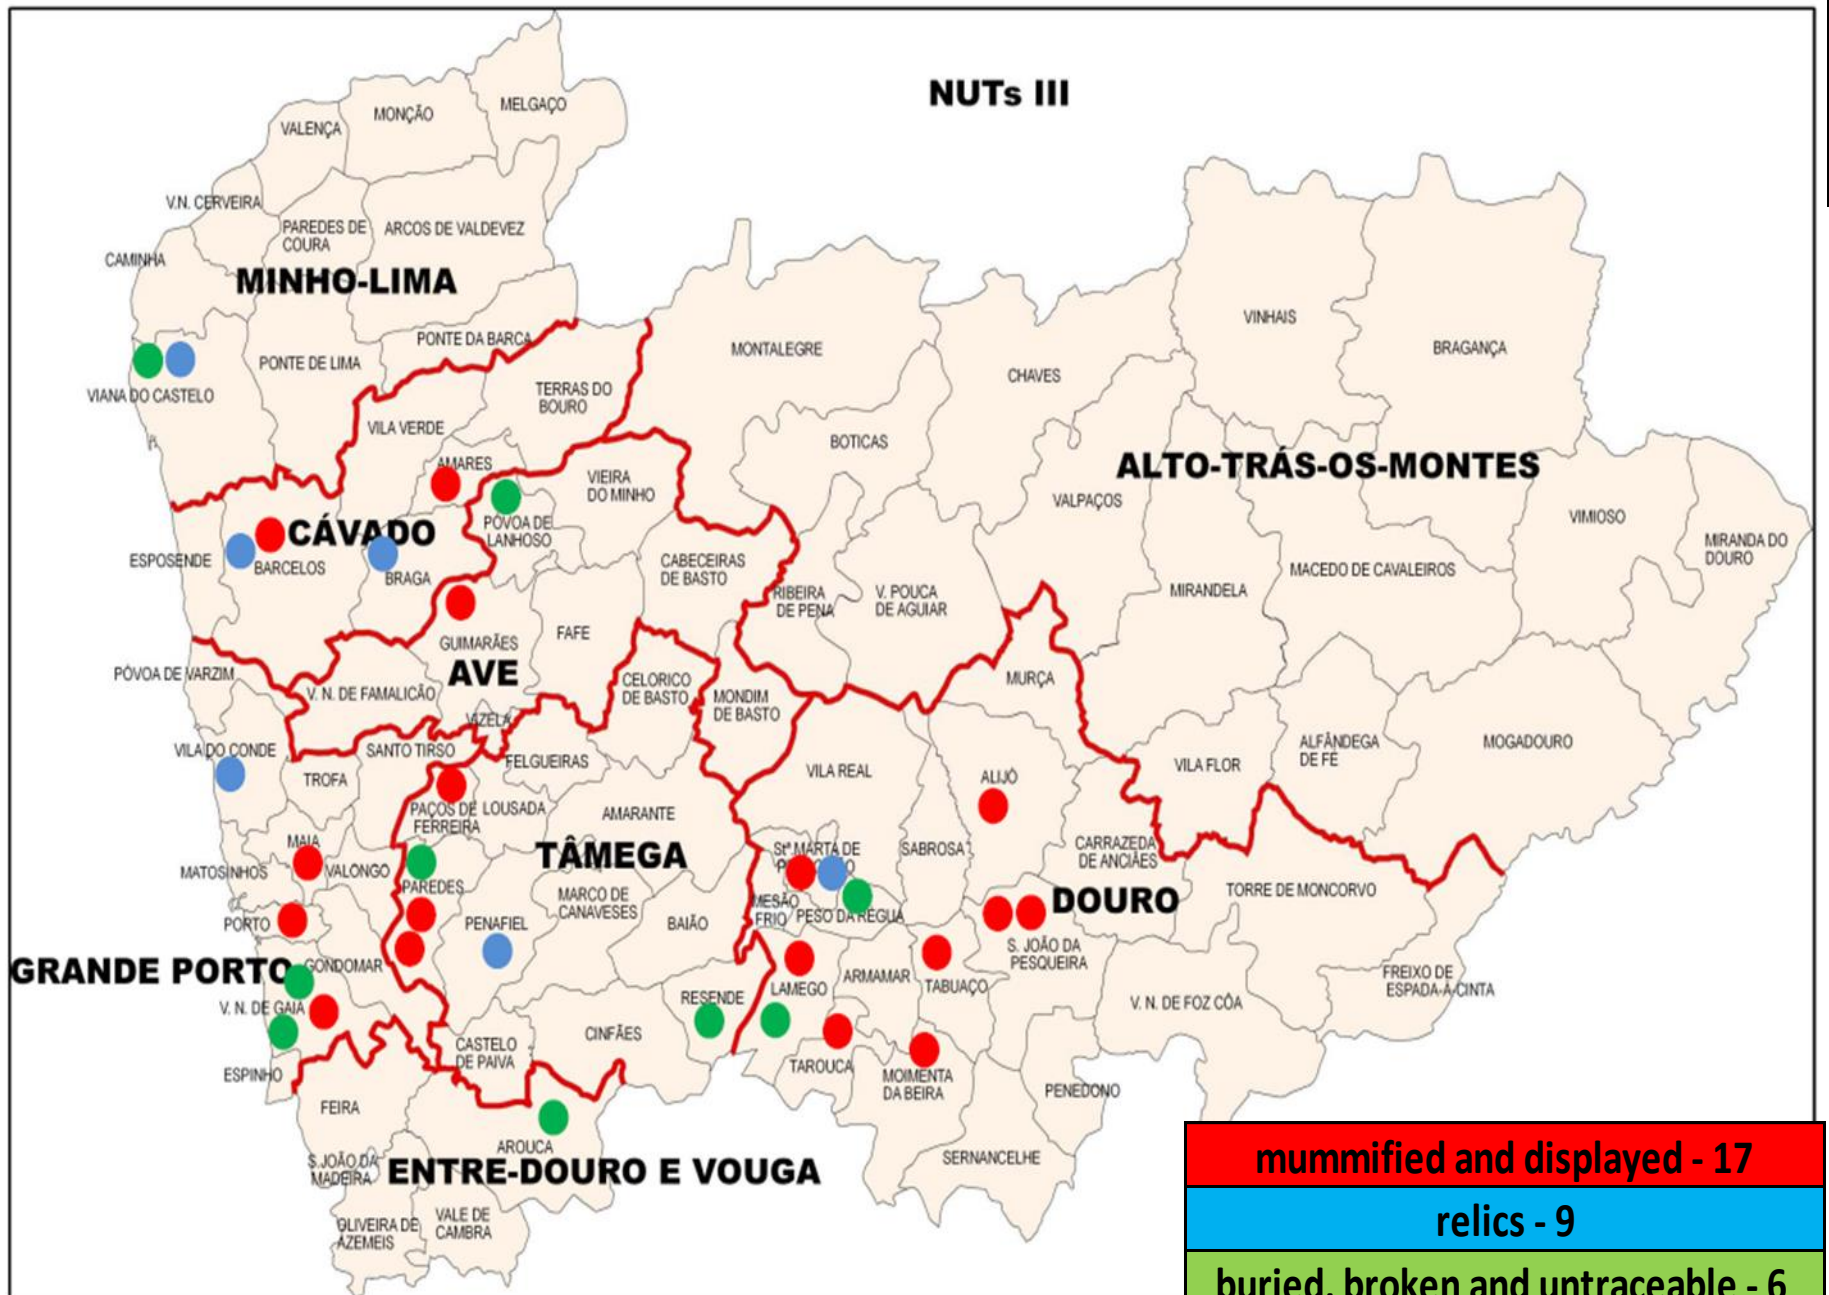 NUTs III
MELGAÇO
MONÇÃO
VALENÇA
V.N. CERVEIRA
PAREDES DE
COURA
ARCOS DE VALDEVEZ
CAMINHA
MINHO-LIMA
PONTE DA BARCA
PONTE DE LIMA
VIANA DO CASTELO
MONTALEGRE
VINHAIS
BRAGANÇA
CHAVES
TERRAS DO
BOURO
VILA VERDE
BOTICAS
AMARES
ALTO-TRÁS-OS-MONTES
VIEIRA
DO MINHO
VALPAÇOS
VIMIOSO
MIRANDA DO
DOURO
PÓVOA DE
LANHOSO
CÁVADO
ESPOSENDE
BARCELOS
BRAGA
CABECEIRAS
DE BASTO
RIBEIRA
DE PENA
V. POUCA
DE AGUIAR
MIRANDELA
MACEDO DE CAVALEIROS
GUIMARÃES
FAFE
AVE
PÓVOA DE VARZIM
V. N. DE FAMALICÃO
CELORICO
DE BASTO
MONDIM
DE BASTO
MURÇA
VIZELA
VILA DO CONDE
SANTO TIRSO
TROFA
FELGUEIRAS
VILA REAL
ALIJÓ
VILA FLOR
ALFÂNDEGA
DE FÉ
MOGADOURO
PAÇOS DE
FERREIRA
LOUSADA
AMARANTE
MAIA
MATOSINHOS
VALONGO
TÂMEGA
Stª MARTA DE
SABROSA
CARRAZEDA
DE ANCIÃES
PAREDES
MARCO DE
CANAVESES
MESÃO
FRIO
PESO DA RÉGUA
DOURO
TORRE DE MONCORVO
PORTO
PENAFIEL
BAIÃO
S. JOÃO DA
PESQUEIRA
GRANDE PORTO
GONDOMAR
LAMEGO
ARMAMAR
TABUAÇO
FREIXO DE
ESPADA-À-CINTA
V. N. DE GAIA
RESENDE
V. N. DE FOZ CÔA
CASTELO
DE PAIVA
CINFÃES
ESPINHO
TAROUCA
MOIMENTA
DA BEIRA
PENEDONO
FEIRA
AROUCA
S.JOÃO DA
MADEIRA
ENTRE-DOURO E VOUGA
SERNANCELHE
OLIVEIRA DE
AZEMEIS
VALE DE
CAMBRA
mummified and displayed - 17
relics - 9
buried, broken and untraceable - 6